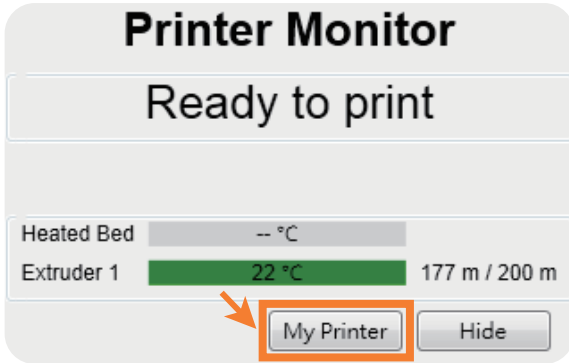 Printer Monitor
Ready to print
Heated Bed -- °C
Extruder 1 22 °C 177 m / 200 m
My Printer Hide